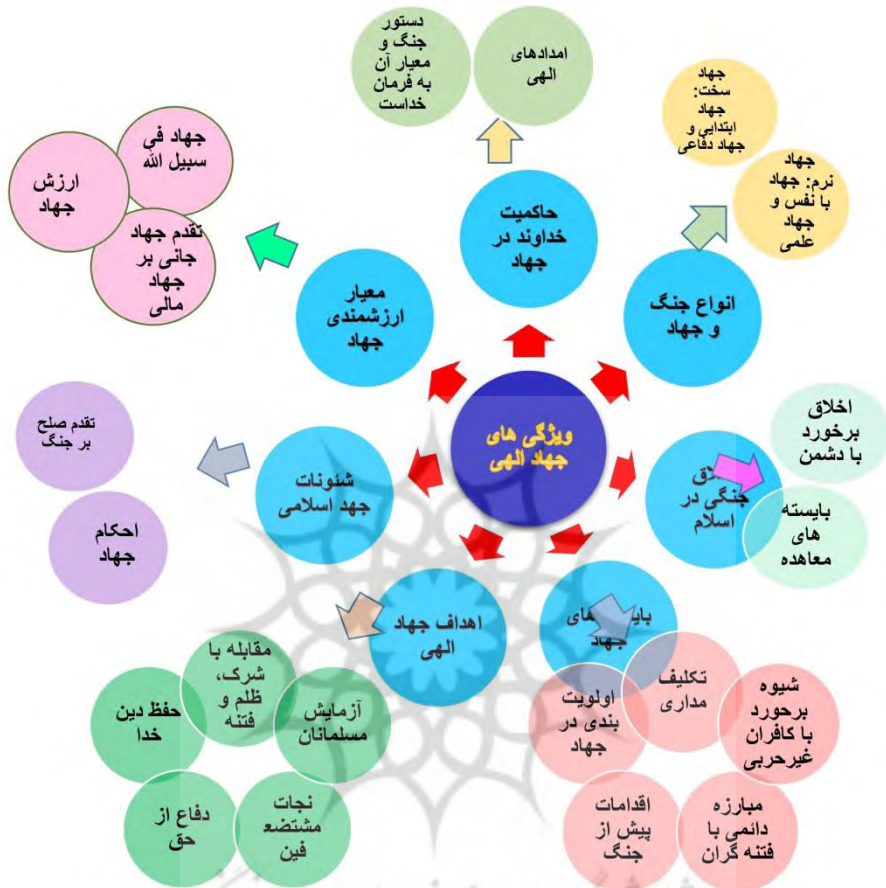 دستور
جنگ و
معیار آن
به فرمان
خداست
امدادهای
الهی
جهاد
سخت:
جهاد
ابتدایی و
جهاد دفاعی
جهاد
نرم: جهاد
با نفس و
جهاد
علمی
جهاد فی
سبیل الله
ارزش
جهاد
تقدم جهاد
جانی بر
جهاد
مالی
حاکمیت
خداوند در
جهاد
معیار
ارزشمندی
جهاد
انواع جنگ
و جهاد
ویژگی های
جهاد الهی
اخلاق
برخورد
با دشمن
جنگی در
اسلام
بایسته
های
معاهده
تقدم صلح
بر جنگ
احکام
جهاد
شئونات
جهد اسلامی
اهداف جهاد
الهی
جهاد
مقابله با
شرک،
ظلم و
فتنه
حفظ دین
خدا
آزمایش
مسلمانان
دفاع از
حق
نجات
مشتضع
فین
تکلیف
مداری
اولویت
بندی در
جهاد
شیوه
برحورد
با کافران
غیرحربی
اقدامات
پیش از
جنگ
مبارزه
دائمی با
فتنه گران